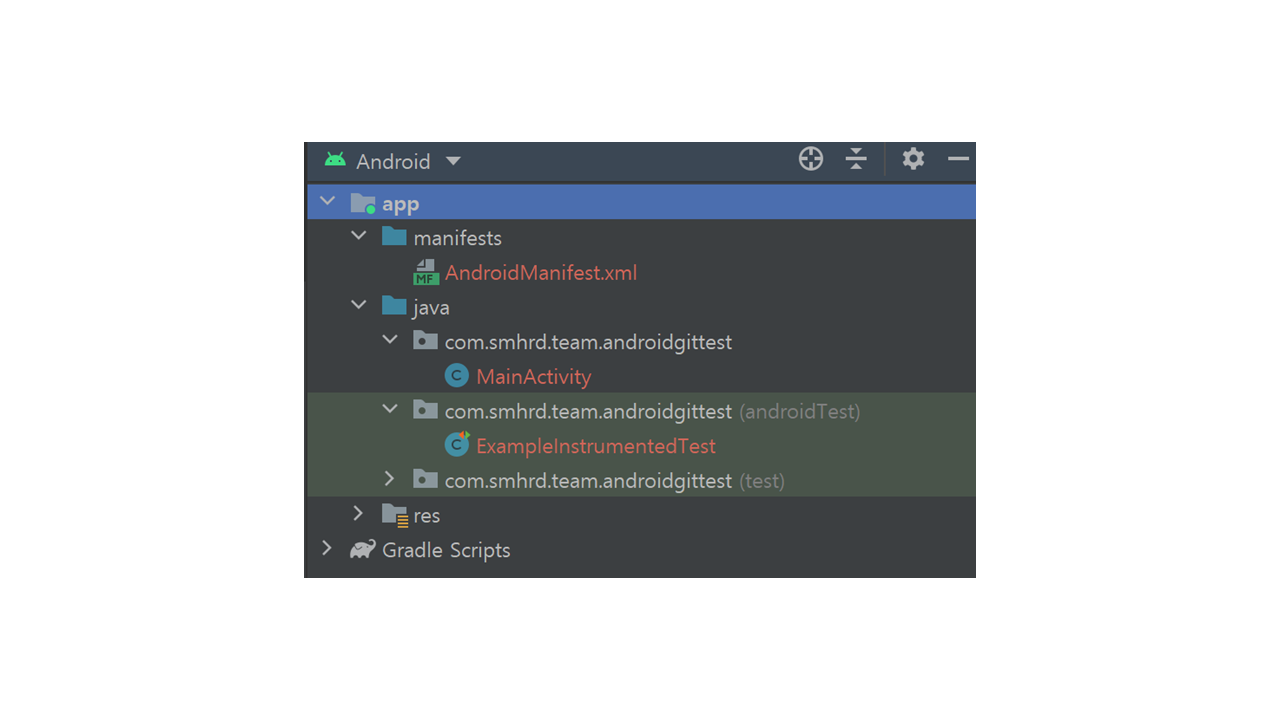 Android
app
manifests
MF AndroidManifest.xml
java
com.smhrd.team.androidgittest
C MainActivity
com.smhrd.team.androidgittest (androidTest)
C ExampleInstrumentedTest
com.smhrd.team.androidgittest (test)
res
Gradle Scripts